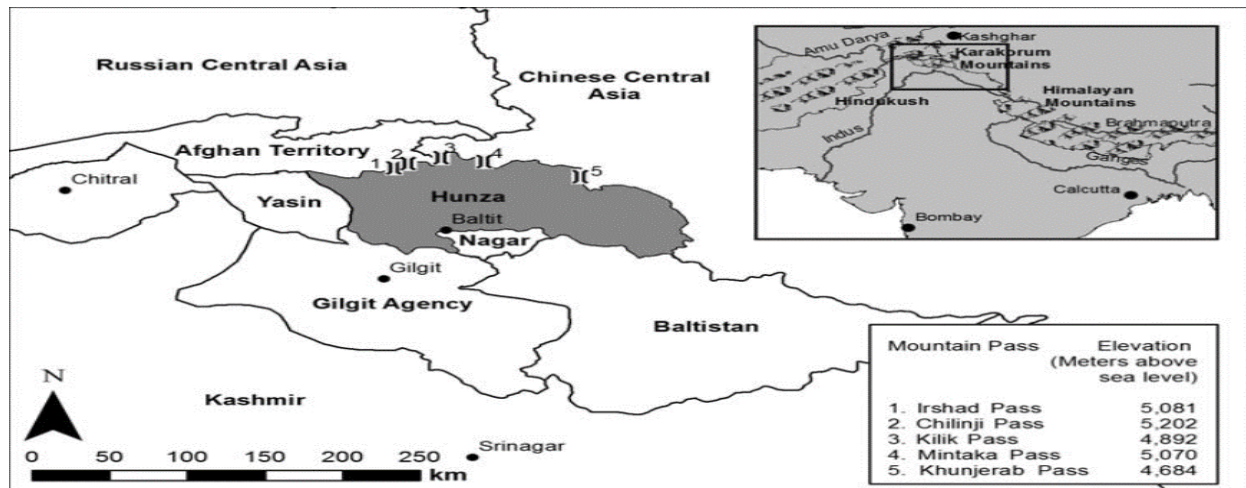 Russian Central Asia
Chinese Central
Asia
Afghan Territory
1 2 3 4 5
Chitral
Yasin
Hunza
Baltit
Nagar
Gilgit
Gilgit Agency
Baltistan
Kashmir
Srinagar
N
0 50 100 150 200 250
km
Amu Darya
Kashghar
Karakorum
Mountains
Hindukush
Himalayan
Mountains
Indus
Brahmaputra
Ganges
Calcutta
Bombay
Mountain Pass Elevation
(Meters above
sea level)
1. Irshad Pass 5,081
2. Chilinji Pass 5,202
3. Kilik Pass 4,892
4. Mintaka Pass 5,070
5. Khunjerab Pass 4,684